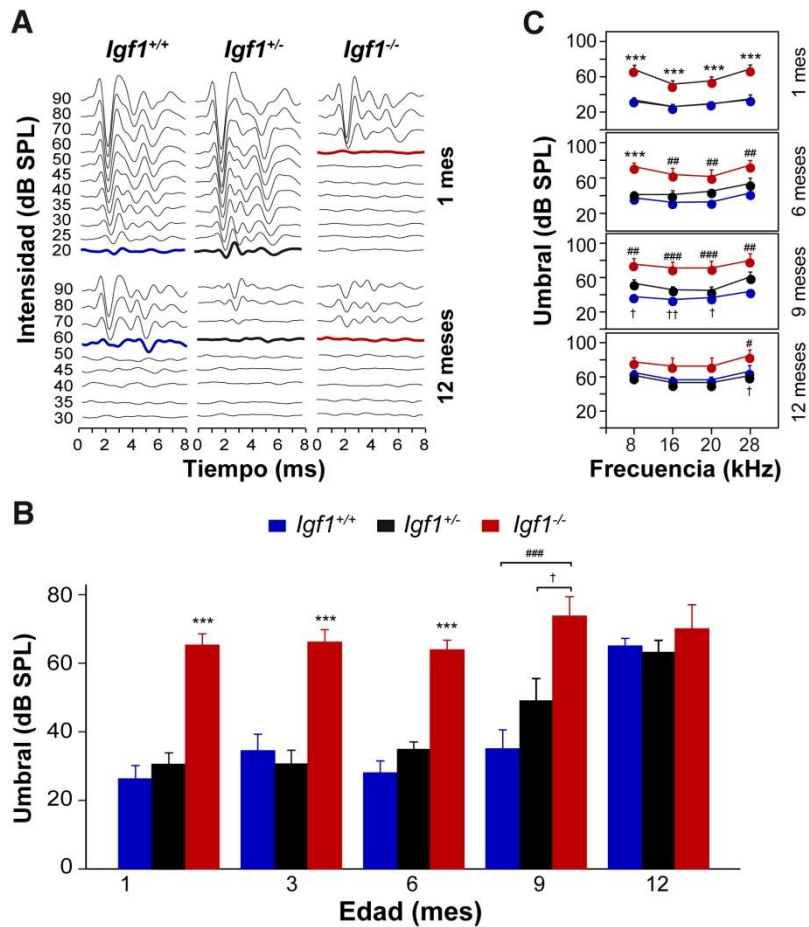 A
Igf1+/+
Igf1+/-
Igf1-/-
Intensidad (dB SPL)
90
80
70
60
50
45
40
35
30
25
20
1 mes
90
80
70
60
50
45
40
35
30
12 meses
0 2 4 6 8 0 2 4 6 8 0 2 4 6 8
Tiempo (ms)
C
Umbral (dB SPL)
100
60
20
*** *** *** ***
1 mes
100
60
20
*** ## ## ##
6 meses
100
60
20
## ### ### ##
† †† †
9 meses
100
60
20
#
†
12 meses
8 16 20 28
Frecuencia (kHz)
B
Igf1+/+ Igf1+/- Igf1-/-
Umbral (dB SPL)
80
60
40
20
0
***
***
***
###
†
1 3 6 9 12
Edad (mes)